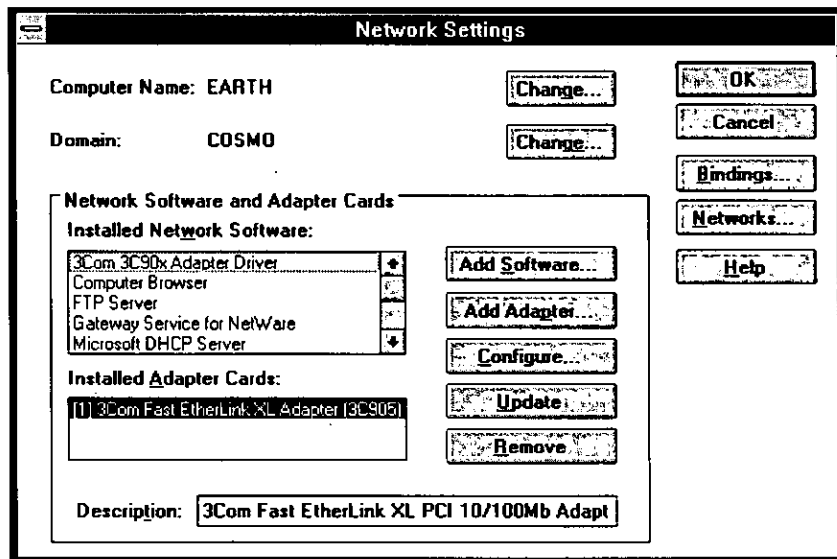 Network Settings
Computer Name: EARTH
Change...
Domain: COSMO
Change...
OK
Cancel
Bindings...
Networks...
Help
Network Software and Adapter Cards
Installed Network Software:
3Com 3C90x Adapter Driver
Computer Browser
FTP Server
Gateway Service for NetWare
Microsoft DHCP Server
Add Software...
Add Adapter...
Configure...
Update
Remove
Installed Adapter Cards:
[1] 3Com Fast EtherLink XL Adapter (3C905)
Description: 3Com Fast EtherLink XL PCI 10/100Mb Adapt